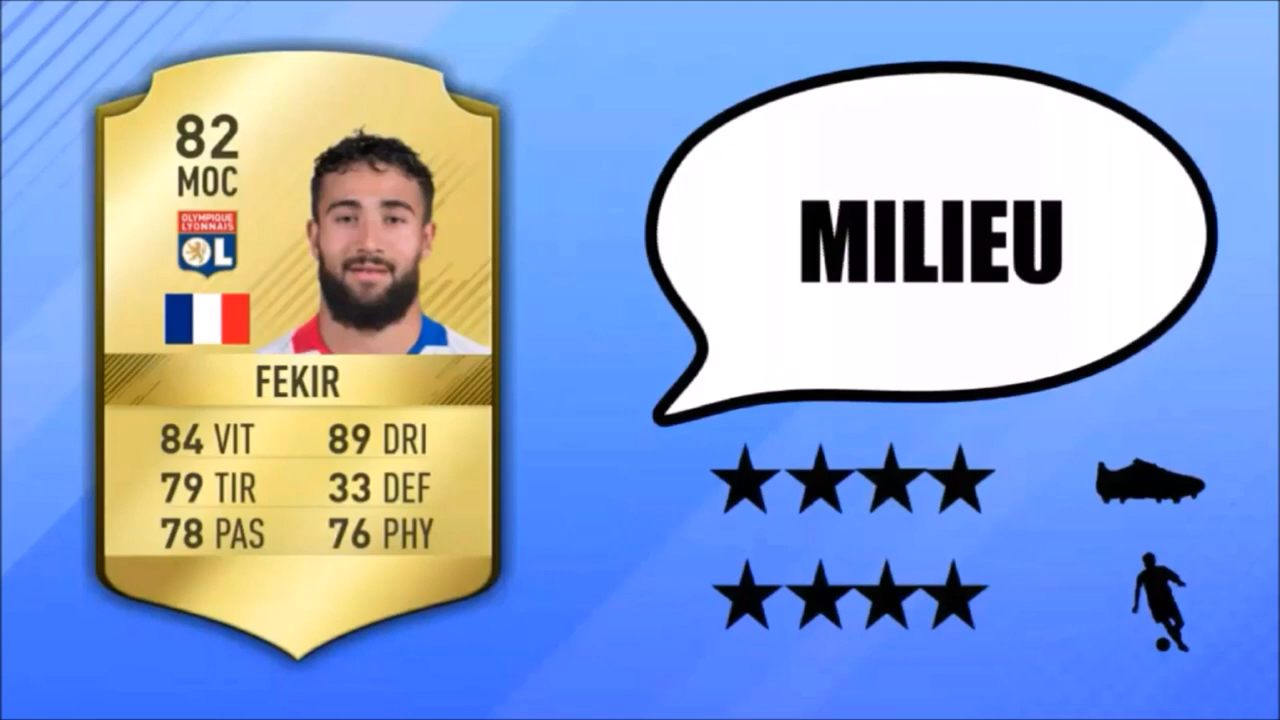 82
MOC
OLYMPIQUE
LYONNAIS
OL
FEKIR
84 VIT 89 DRI
79 TIR 33 DEF
78 PAS 76 PHY
MILIEU